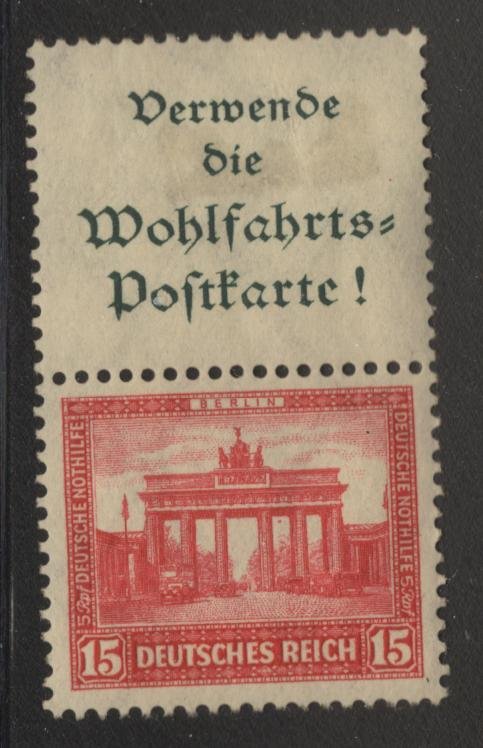 Verwende
die
Wohlfahrts-
Poſtkarte !
BERLIN
5 Rpf DEUTSCHE NOTHILFE
DEUTSCHE NOTHILFE 5 Rpf
15 DEUTSCHES REICH 15